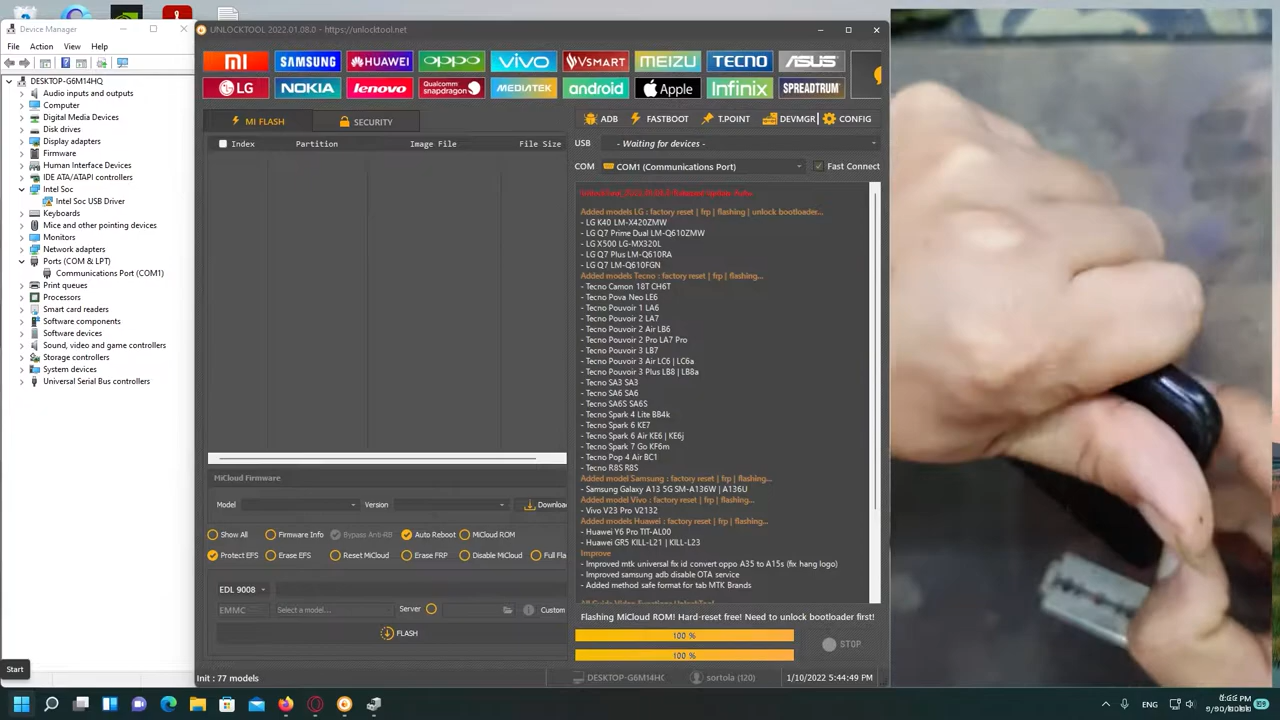 Device Manager
File Action View Help
DESKTOP-G6M14HQ
Audio inputs and outputs
Computer
Digital Media Devices
Disk drives
Display adapters
Firmware
Human Interface Devices
IDE ATA/ATAPI controllers
Intel Soc
Intel Soc USB Driver
Keyboards
Mice and other pointing devices
Monitors
Network adapters
Ports (COM & LPT)
Communications Port (COM1)
Print queues
Processors
Smart card readers
Software components
Software devices
Sound, video and game controllers
Storage controllers
System devices
Universal Serial Bus controllers
Start
UNLOCKTOOL 2022.01.08.0 - https://unlocktool.net
MI SAMSUNG HUAWEI oppo vivo VSMART MEIZU TECNO ASUS
LG NOKIA lenovo Qualcomm snapdragon MEDIATEK android Apple Infinix SPREADTRUM
MI FLASH SECURITY
Index Partition Image File File Size
MiCloud Firmware
Model Version Downloa
Show All Firmware Info Bypass Anti-RB Auto Reboot MiCloud ROM
Protect EFS Erase EFS Reset MiCloud Erase FRP Disable MiCloud Full Fla
EDL 9008
EMMC Select a model... Server Custom
FLASH
Init : 77 models
ADB FASTBOOT T.POINT DEVMGR CONFIG
USB - Waiting for devices -
COM COM1 (Communications Port) Fast Connect
Added models LG : factory reset | frp | flashing | unlock bootloader...
- LG K40 LM-X420ZMW
- LG Q7 Prime Dual LM-Q610ZMW
- LG X500 LG-MX320L
- LG Q7 Plus LM-Q610RA
- LG Q7 LM-Q610FGN
Added models Tecno : factory reset | frp | flashing...
- Tecno Camon 18T CH6T
- Tecno Pova Neo LE6
- Tecno Pouvoir 1 LA6
- Tecno Pouvoir 2 LA7
- Tecno Pouvoir 2 Air LB6
- Tecno Pouvoir 2 Pro LA7 Pro
- Tecno Pouvoir 3 LB7
- Tecno Pouvoir 3 Air LC6 | LC6a
- Tecno Pouvoir 3 Plus LB8 | LB8a
- Tecno SA3 SA3
- Tecno SA6 SA6
- Tecno SA6S SA6S
- Tecno Spark 4 Lite BB4k
- Tecno Spark 6 KE7
- Tecno Spark 6 Air KE6 | KE6j
- Tecno Spark 7 Go KF6m
- Tecno Pop 4 Air BC1
- Tecno R8S R8S
Added model Samsung : factory reset | frp | flashing...
- Samsung Galaxy A13 5G SM-A136W | A136U
Added model Vivo : factory reset | frp | flashing...
- Vivo V23 Pro V2132
Added models Huawei : factory reset | frp | flashing...
- Huawei Y6 Pro TIT-AL00
- Huawei GR5 KILL-L21 | KILL-L23
Improve
- Improved mtk universal fix id convert oppo A35 to A15s (fix hang logo)
- Improved samsung adb disable OTA service
- Added method safe format for tab MTK Brands
Flashing MiCloud ROM! Hard-reset free! Need to unlock bootloader first!
100 %
100 %
STOP
DESKTOP-G6M14HQ sortola (120) 1/10/2022 5:44:49 PM
ENG